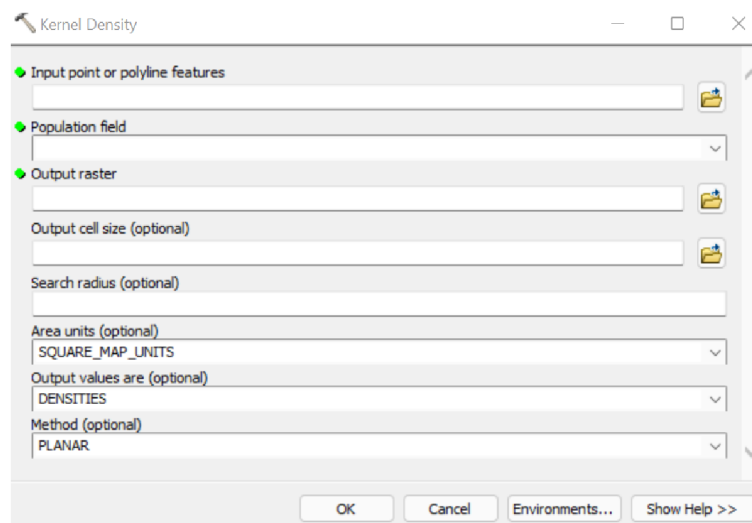 Kernel Density
Input point or polyline features
Population field
Output raster
Output cell size (optional)
Search radius (optional)
Area units (optional)
SQUARE_MAP_UNITS
Output values are (optional)
DENSITIES
Method (optional)
PLANAR
OK Cancel Environments... Show Help >>